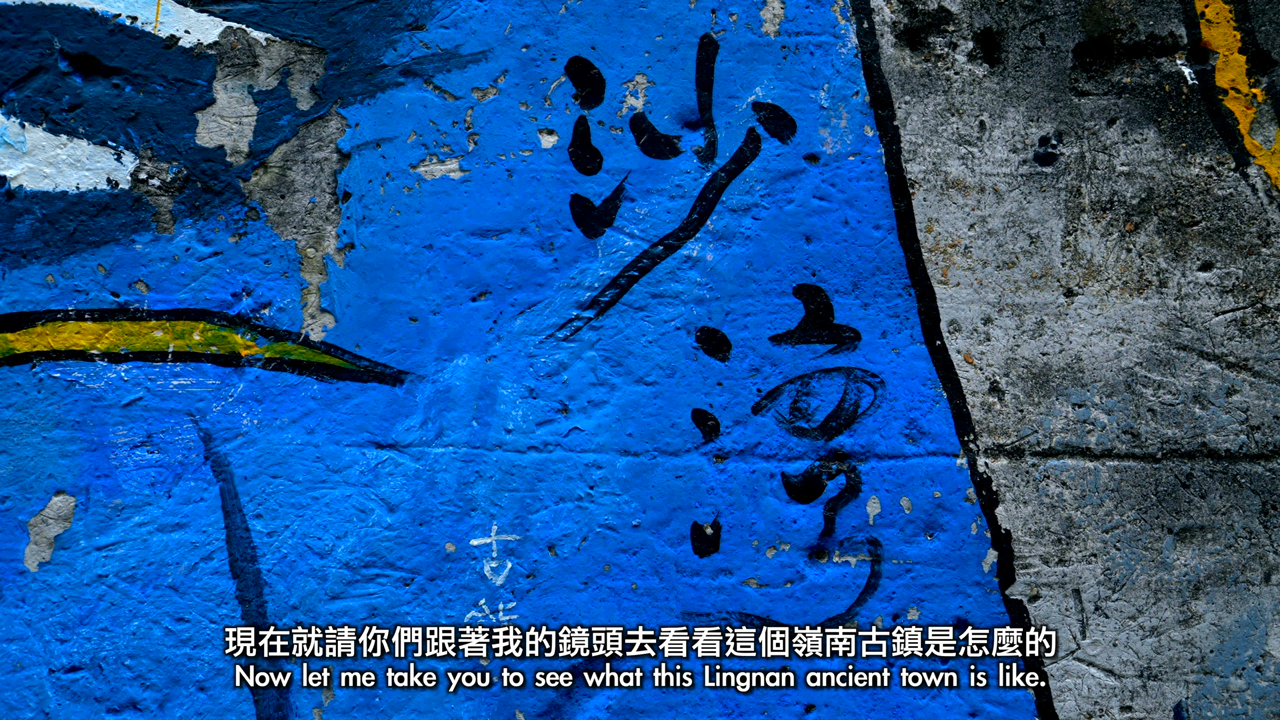 沙湾
古
現在就請你們跟著我的鏡頭去看看這個嶺南古鎮是怎麼的
Now let me take you to see what this Lingnan ancient town is like.